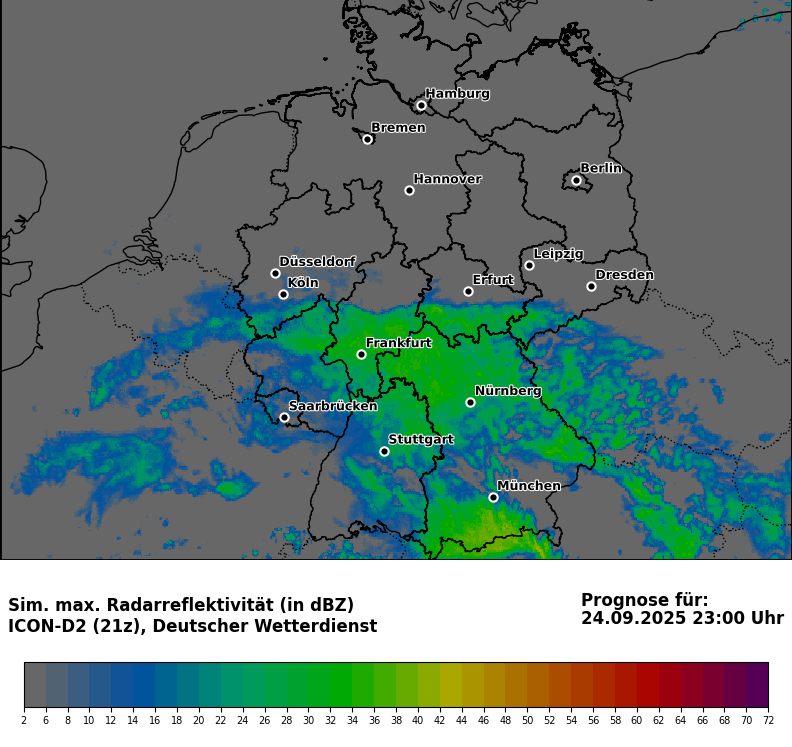 Hamburg
Bremen
Berlin
Hannover
Leipzig
Düsseldorf
Dresden
Köln
Erfurt
Frankfurt
Nürnberg
Saarbrücken
Stuttgart
München
Sim. max. Radarreflektivität (in dBZ)
ICON-D2 (21z), Deutscher Wetterdienst
Prognose für:
24.09.2025 23:00 Uhr
2 6 8 10 12 14 16 18 20 22 24 26 28 30 32 34 36 38 40 42 44 46 48 50 52 54 56 58 60 62 64 66 68 70 72